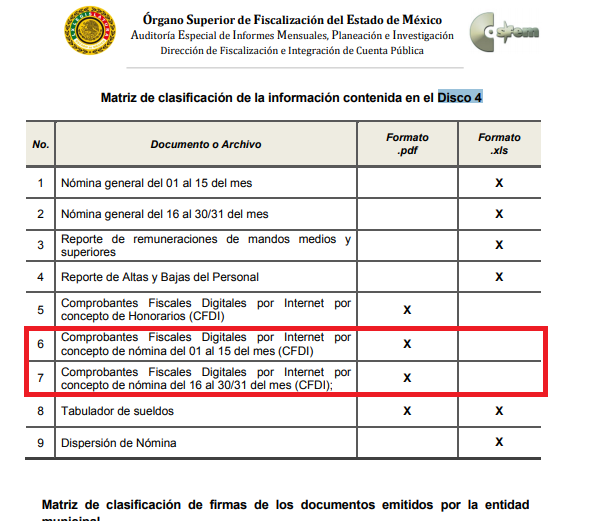 Órgano Superior de Fiscalización del Estado de México
Auditoría Especial de Informes Mensuales, Planeación e Investigación
Dirección de Fiscalización e Integración de Cuenta Pública
osfem
Matriz de clasificación de la información contenida en el Disco 4
No. Documento o Archivo Formato .pdf Formato .xls
1 Nómina general del 01 al 15 del mes X
2 Nómina general del 16 al 30/31 del mes X
3 Reporte de remuneraciones de mandos medios y
superiores X
4 Reporte de Altas y Bajas del Personal X
5 Comprobantes Fiscales Digitales por Internet por
concepto de Honorarios (CFDI) X
6 Comprobantes Fiscales Digitales por Internet por
concepto de nómina del 01 al 15 del mes (CFDI) X
7 Comprobantes Fiscales Digitales por Internet por
concepto de nómina del 16 al 30/31 del mes (CFDI); X
8 Tabulador de sueldos X X
9 Dispersión de Nómina X
Matriz de clasificación de firmas de los documentos emitidos por la entidad
municipal